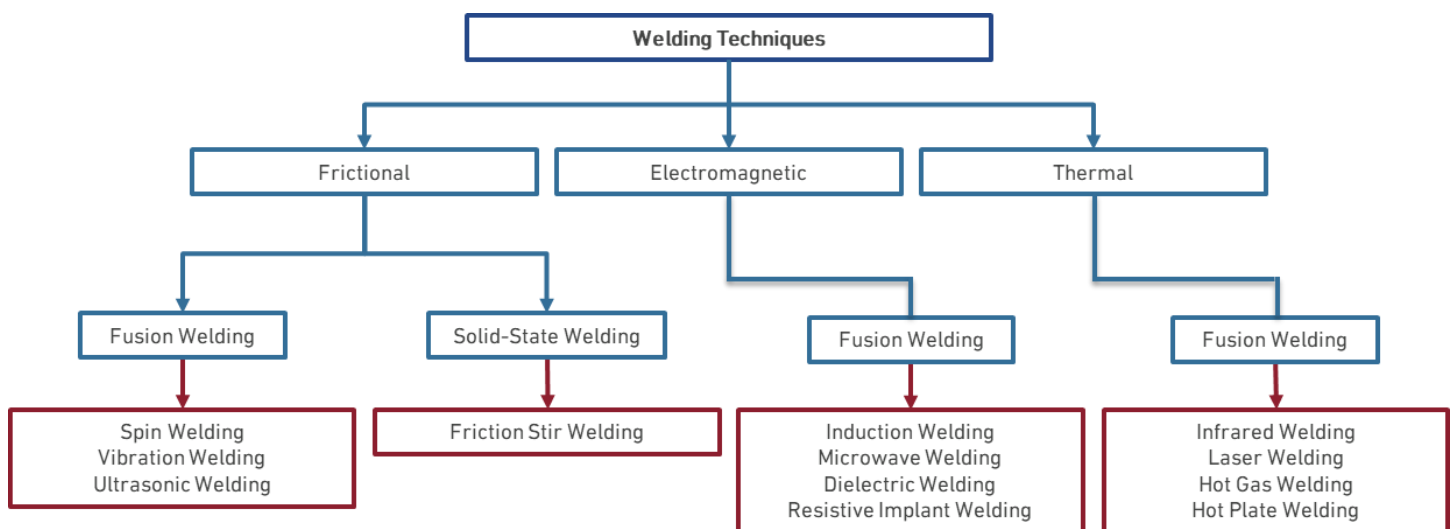 Welding Techniques
Frictional
Electromagnetic
Thermal
Fusion Welding
Solid-State Welding
Fusion Welding
Fusion Welding
Spin Welding
Vibration Welding
Ultrasonic Welding
Friction Stir Welding
Induction Welding
Microwave Welding
Dielectric Welding
Resistive Implant Welding
Infrared Welding
Laser Welding
Hot Gas Welding
Hot Plate Welding